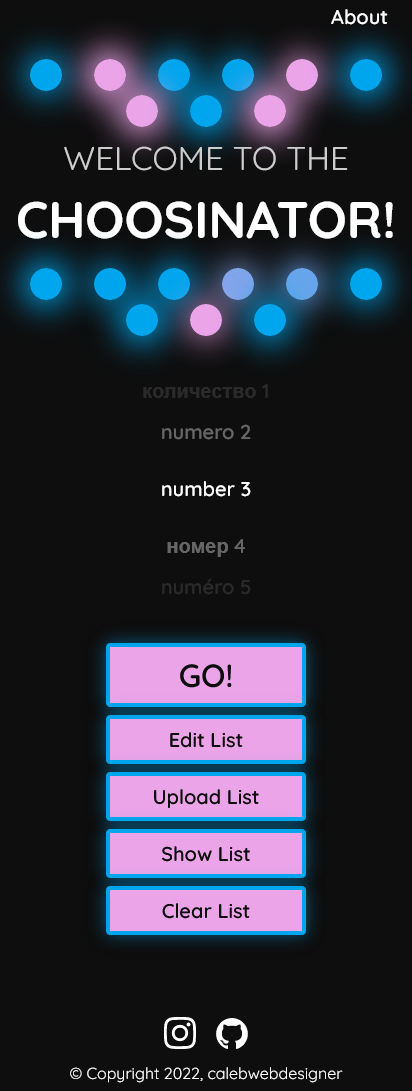 About
WELCOME TO THE
CHOOSINATOR!
количество 1
numero 2
number 3
номер 4
numéro 5
GO!
Edit List
Upload List
Show List
Clear List
© Copyright 2022, calebwebdesigner